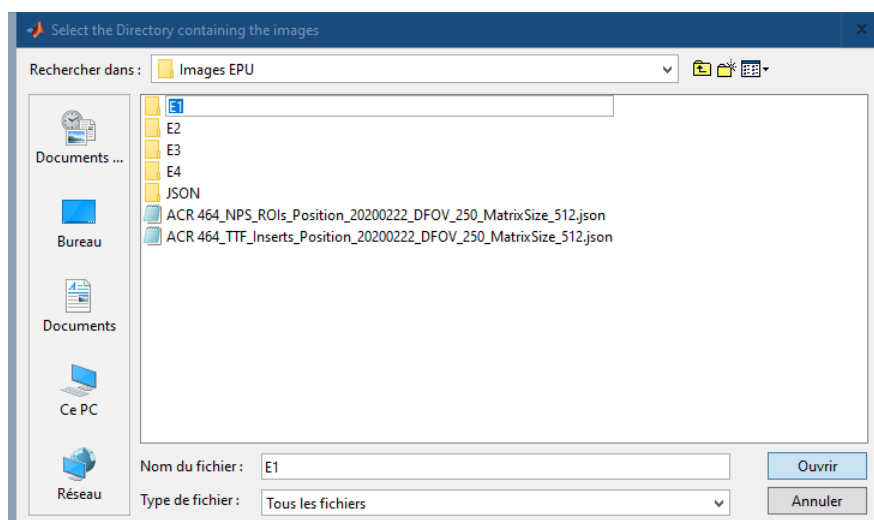 Select the Directory containing the images
x
Rechercher dans : Images EPU
Documents ...
Bureau
Documents
Ce PC
Réseau
E1
E2
E3
E4
JSON
ACR 464_NPS_ROIs_Position_20200222_DFOV_250_MatrixSize_512.json
ACR 464_TTF_Inserts_Position_20200222_DFOV_250_MatrixSize_512.json
Nom du fichier : E1 Ouvrir
Type de fichier : Tous les fichiers Annuler